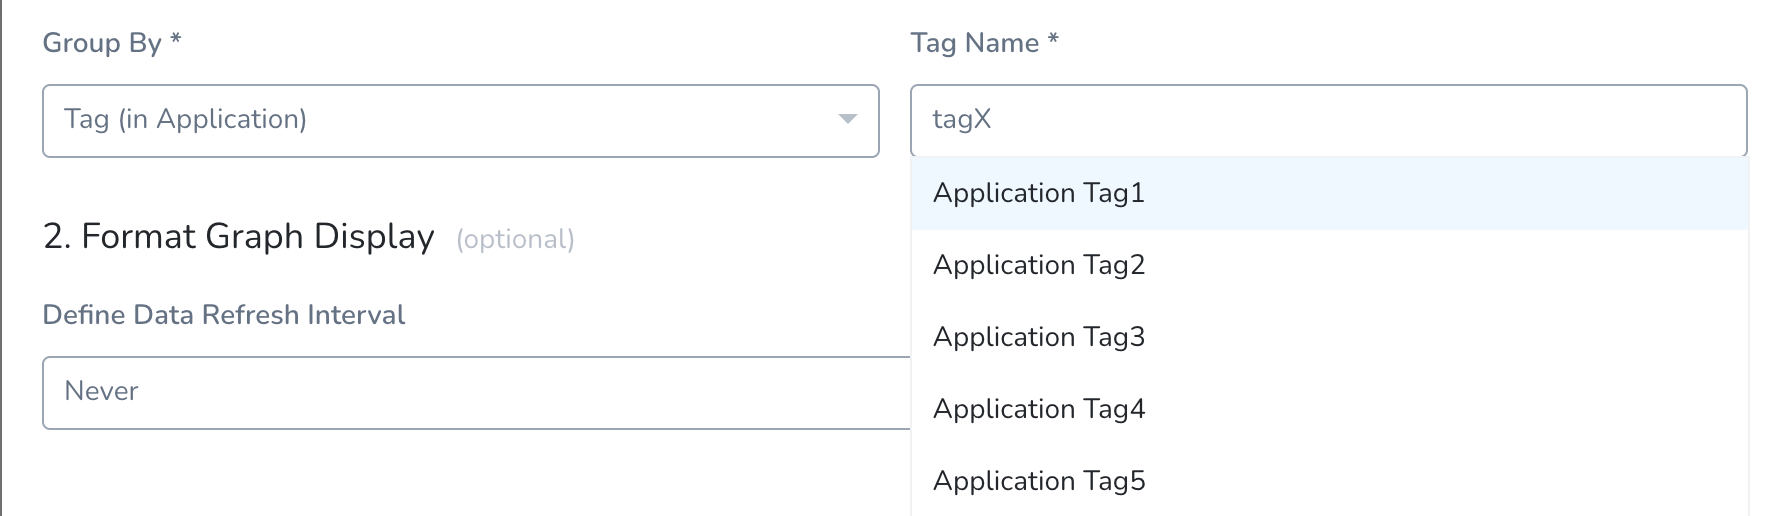 Group By *
Tag Name *
Tag (in Application)
tagX
Application Tag1
2. Format Graph Display (optional)
Application Tag2
Define Data Refresh Interval
Application Tag3
Never
Application Tag4
Application Tag5